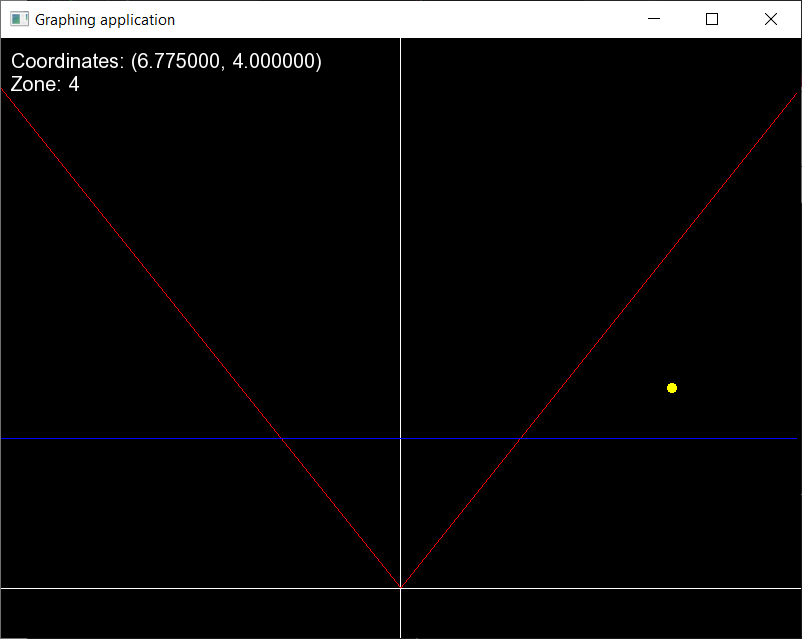 Graphing application
Coordinates: (6.775000, 4.000000)
Zone: 4